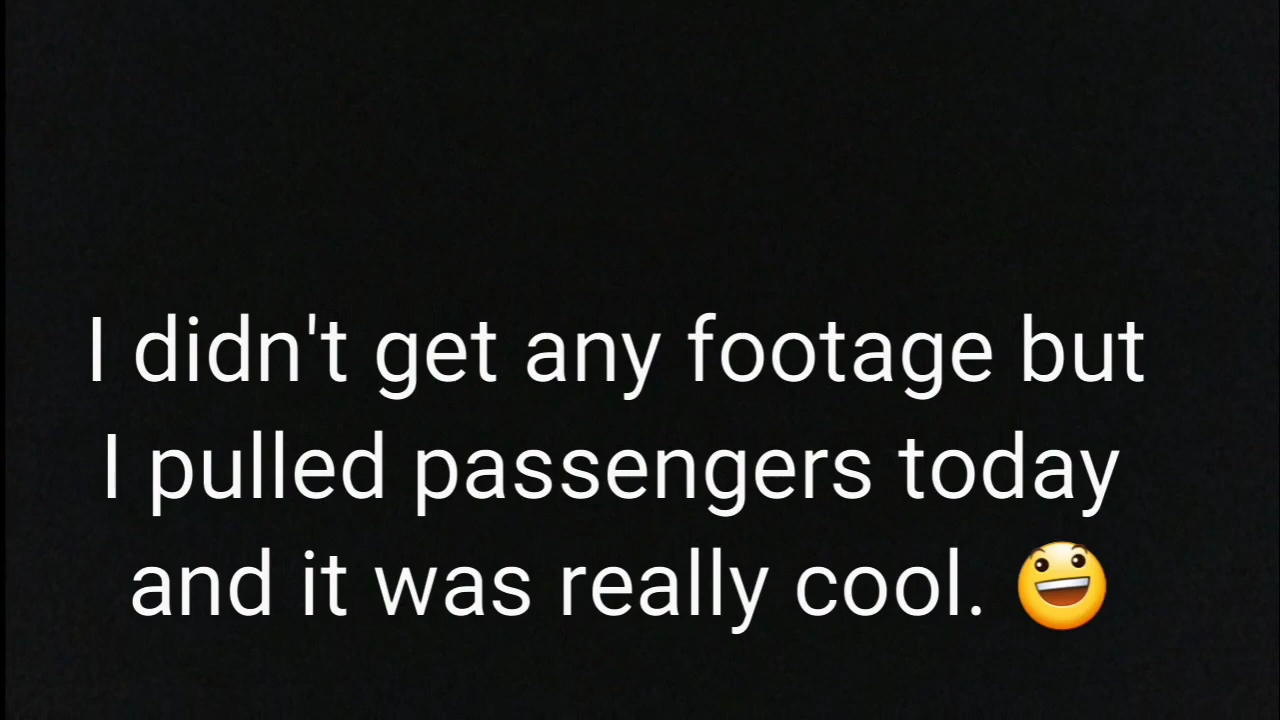 I didn't get any footage but
I pulled passengers today
and it was really cool. 😃